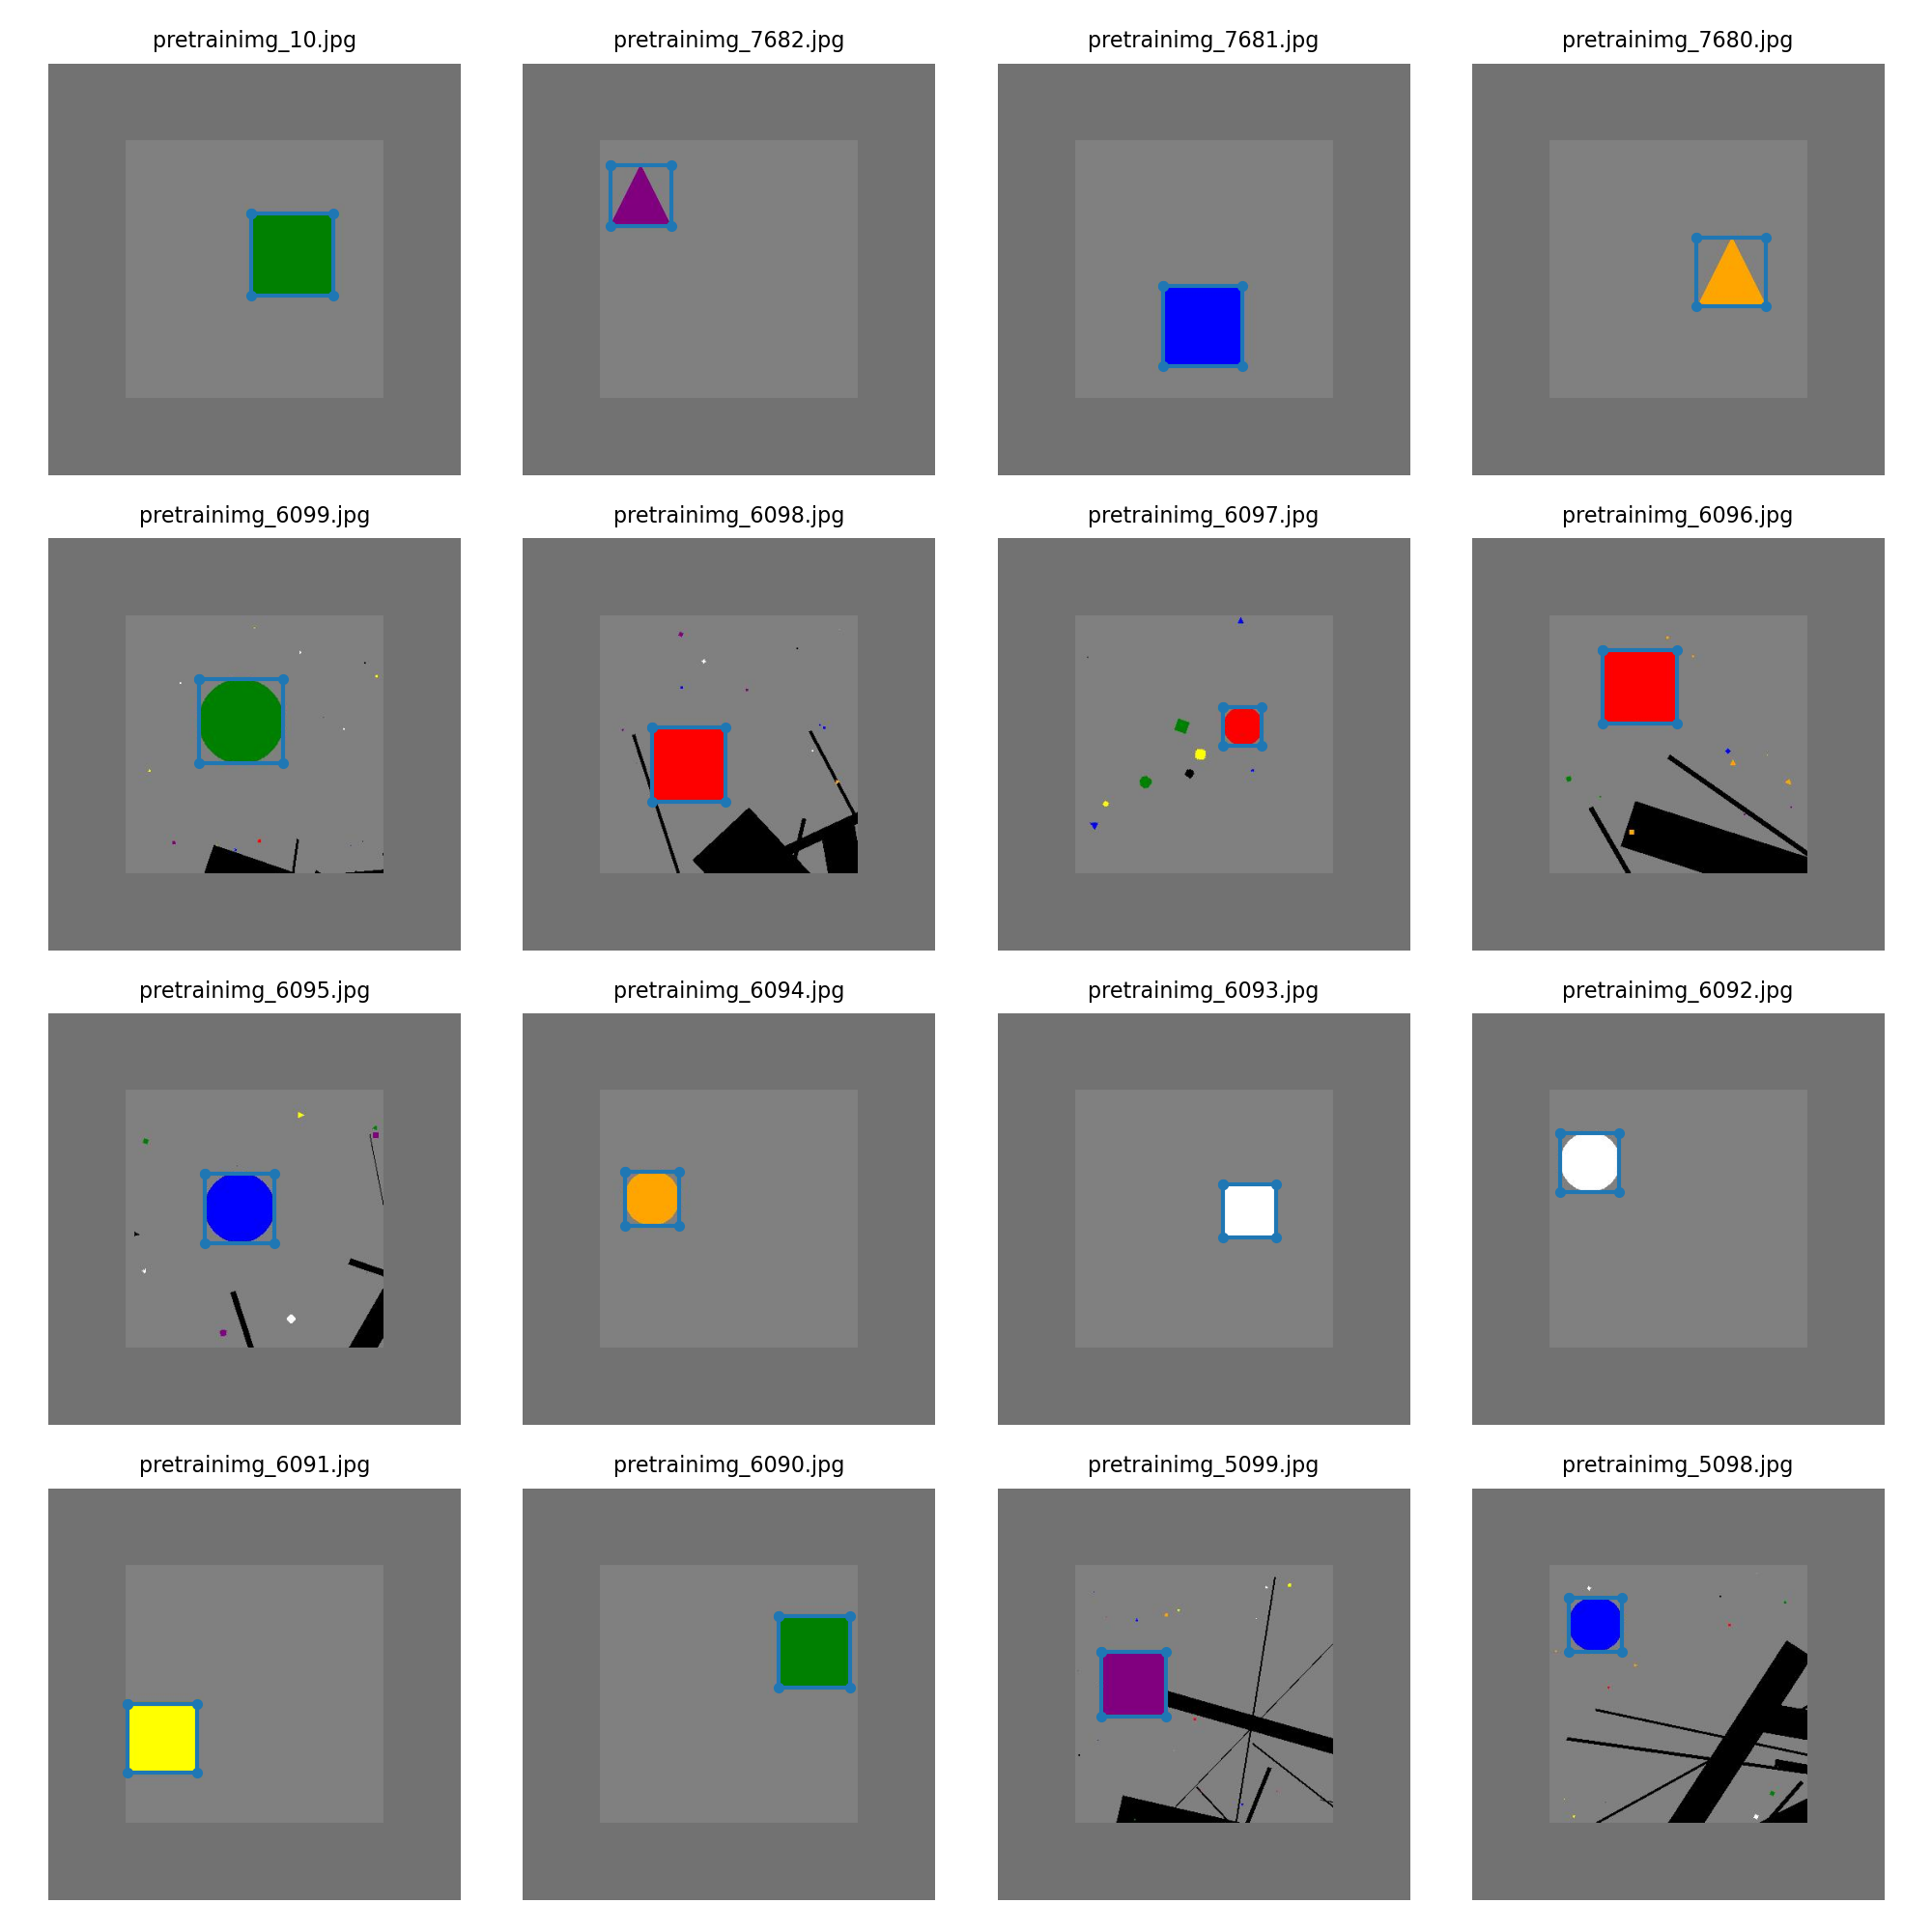 pretrainimg_10.jpg
pretrainimg_7682.jpg
pretrainimg_7681.jpg
pretrainimg_7680.jpg
pretrainimg_6099.jpg
pretrainimg_6098.jpg
pretrainimg_6097.jpg
pretrainimg_6096.jpg
pretrainimg_6095.jpg
pretrainimg_6094.jpg
pretrainimg_6093.jpg
pretrainimg_6092.jpg
pretrainimg_6091.jpg
pretrainimg_6090.jpg
pretrainimg_5099.jpg
pretrainimg_5098.jpg